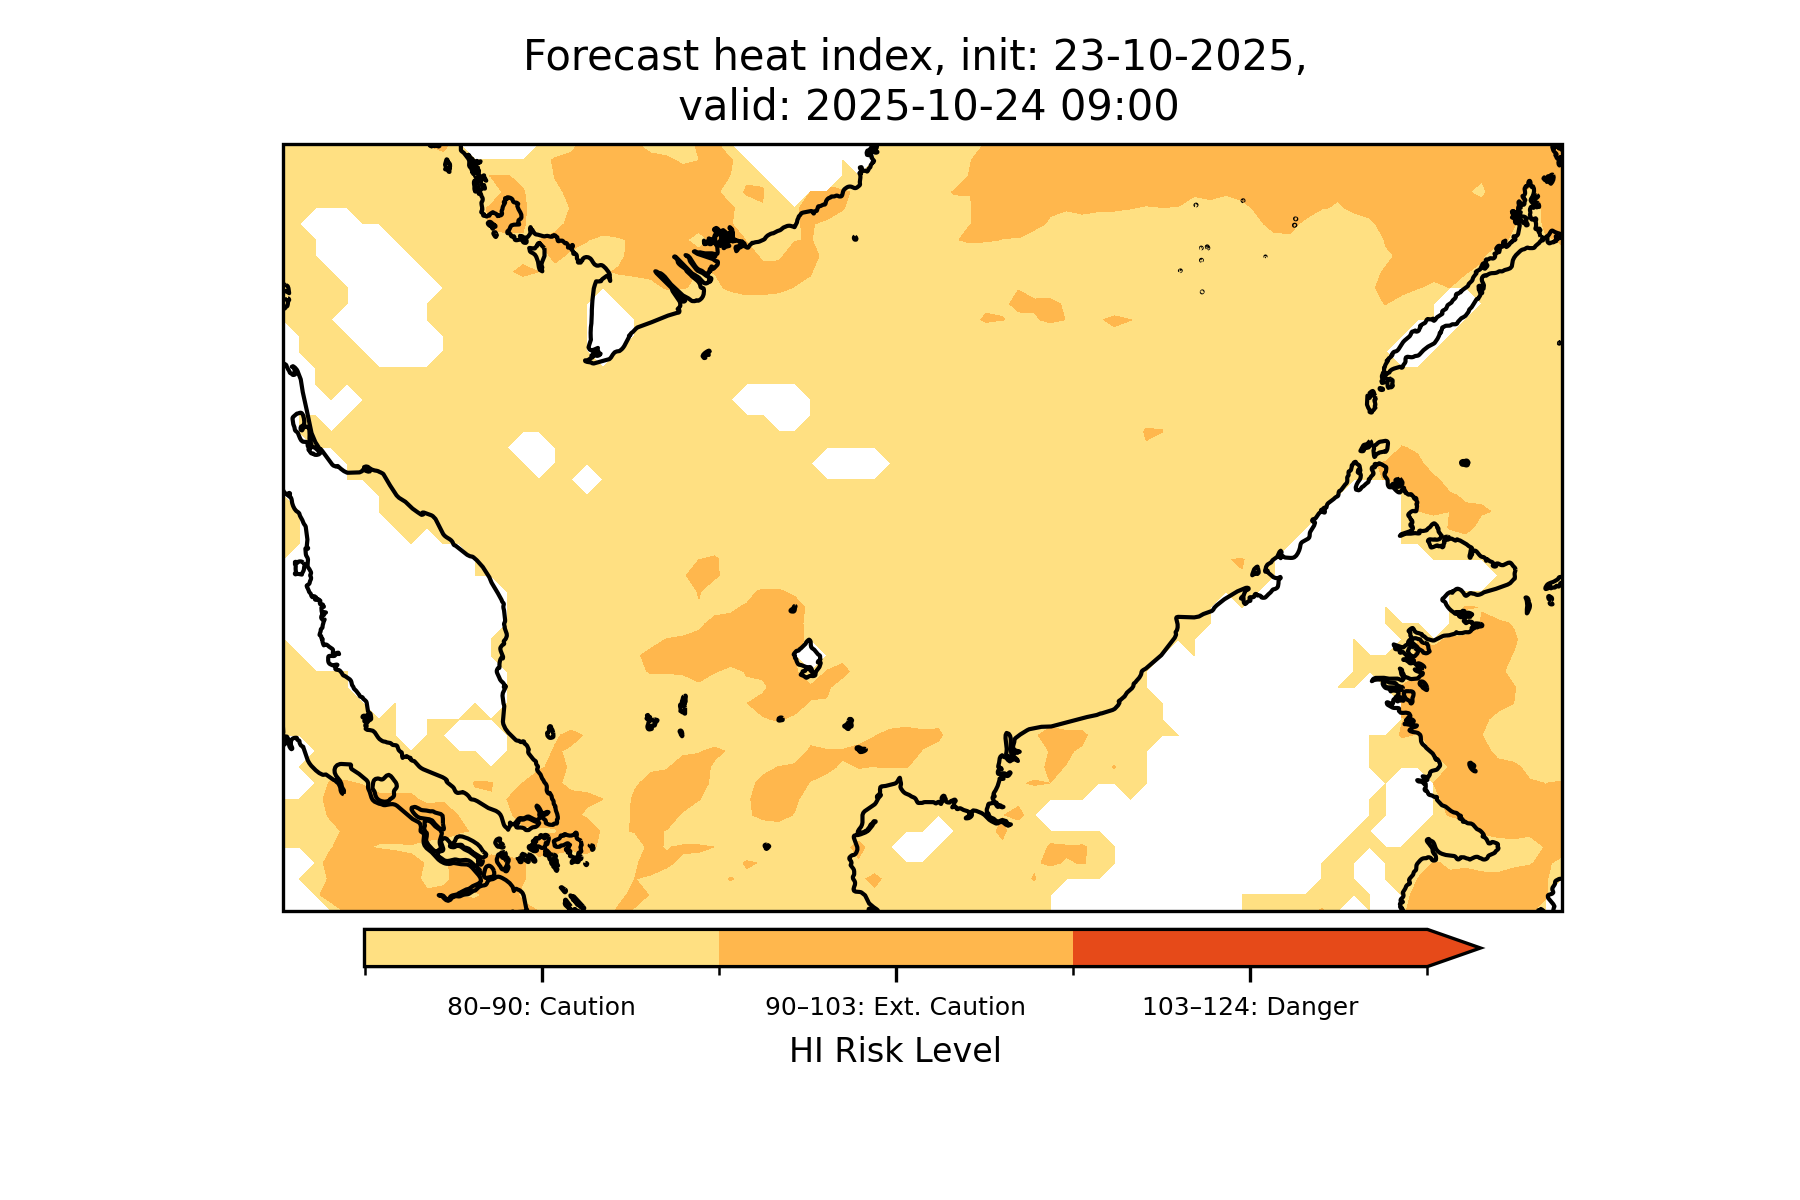 Forecast heat index, init: 23-10-2025,
valid: 2025-10-24 09:00
80–90: Caution
90–103: Ext. Caution
103–124: Danger
HI Risk Level